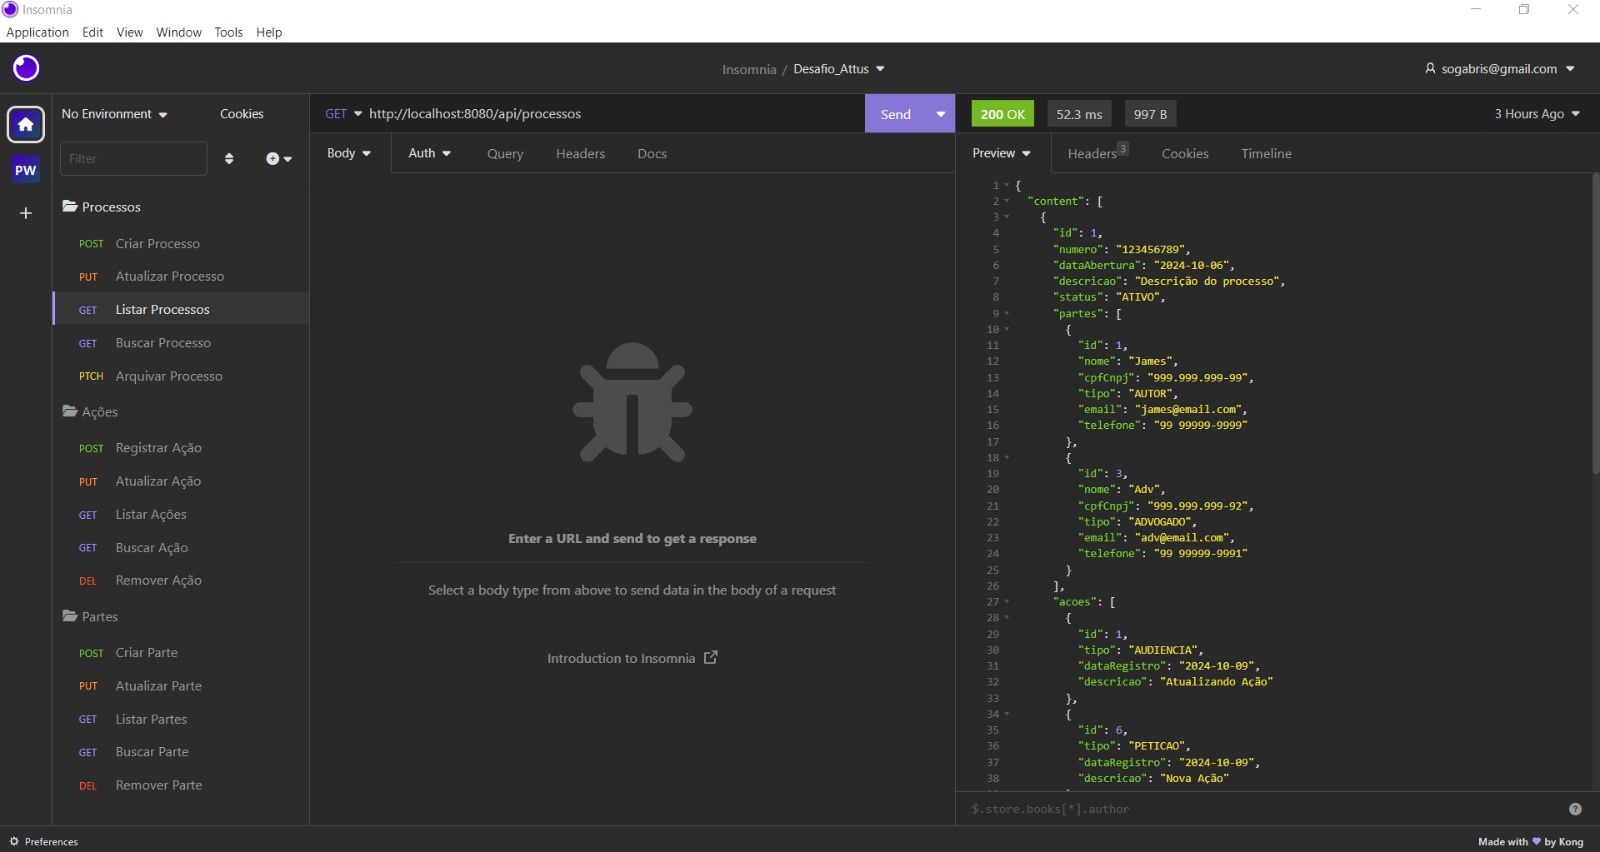 Insomnia
Application Edit View Window Tools Help
Insomnia / Desafio_Attus
sogabris@gmail.com
PW
No Environment
Cookies
Filter
Processos
POST Criar Processo
PUT Atualizar Processo
GET Listar Processos
GET Buscar Processo
PTCH Arquivar Processo
Ações
POST Registrar Ação
PUT Atualizar Ação
GET Listar Ações
GET Buscar Ação
DEL Remover Ação
Partes
POST Criar Parte
PUT Atualizar Parte
GET Listar Partes
GET Buscar Parte
DEL Remover Parte
GET http://localhost:8080/api/processos
Send
Body Auth Query Headers Docs
Enter a URL and send to get a response
Select a body type from above to send data in the body of a request
Introduction to Insomnia
200 OK 52.3 ms 997 B 3 Hours Ago
Preview Headers 3 Cookies Timeline
1 {
2 "content": [
3 {
4 "id": 1,
5 "numero": "123456789",
6 "dataAbertura": "2024-10-06",
7 "descricao": "Descrição do processo",
8 "status": "ATIVO",
9 "partes": [
10 {
11 "id": 1,
12 "nome": "James",
13 "cpfCnpj": "999.999.999-99",
14 "tipo": "AUTOR",
15 "email": "james@email.com",
16 "telefone": "99 99999-9999"
17 },
18 {
19 "id": 3,
20 "nome": "Adv",
21 "cpfCnpj": "999.999.999-92",
22 "tipo": "ADVOGADO",
23 "email": "adv@email.com",
24 "telefone": "99 99999-9991"
25 }
26 ],
27 "acoes": [
28 {
29 "id": 1,
30 "tipo": "AUDIENCIA",
31 "dataRegistro": "2024-10-09",
32 "descricao": "Atualizando Ação"
33 },
34 {
35 "id": 6,
36 "tipo": "PETICAO",
37 "dataRegistro": "2024-10-09",
38 "descricao": "Nova Ação"
$.store.books[*].author
Preferences
Made with ♥ by Kong